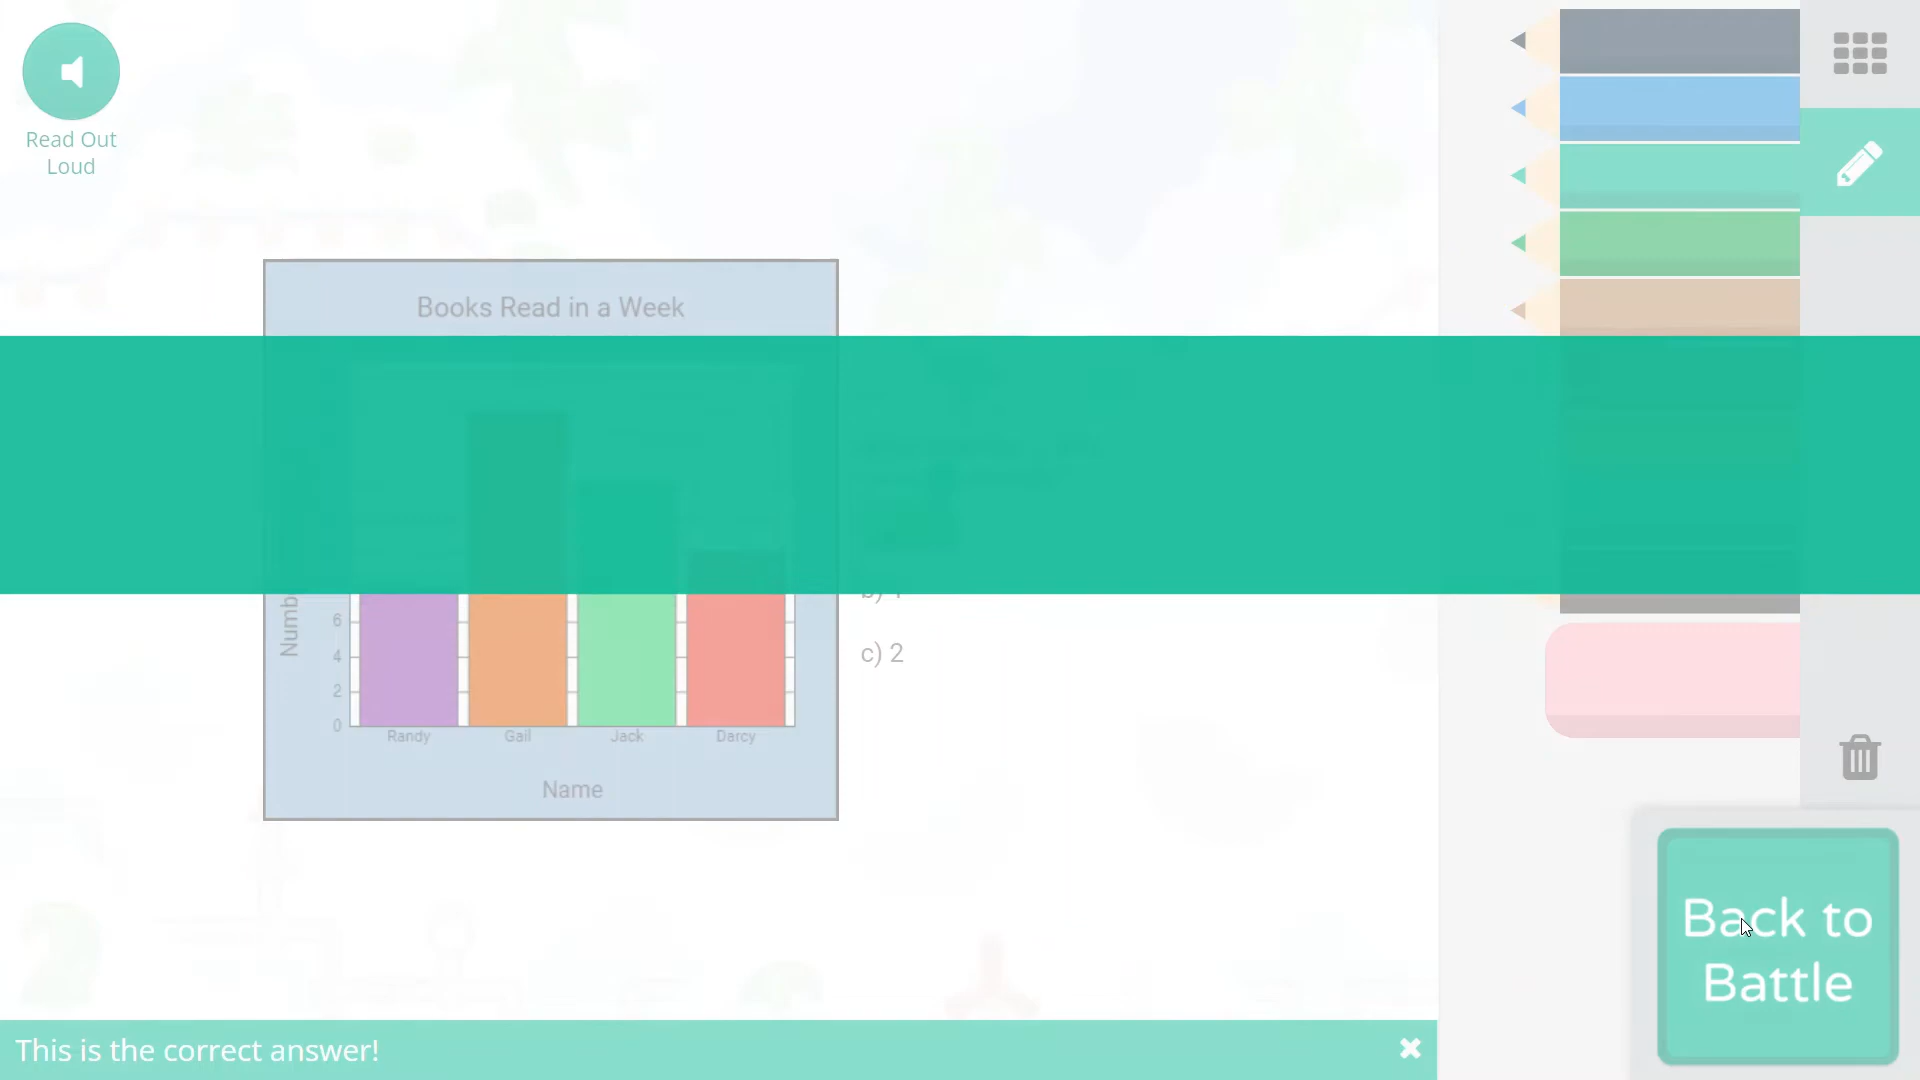 Read Out
Loud
Books Read in a Week
Numb
6
4
2
0
Randy
Gail
Jack
Darcy
Name
c) 2
Back to
Battle
This is the correct answer!